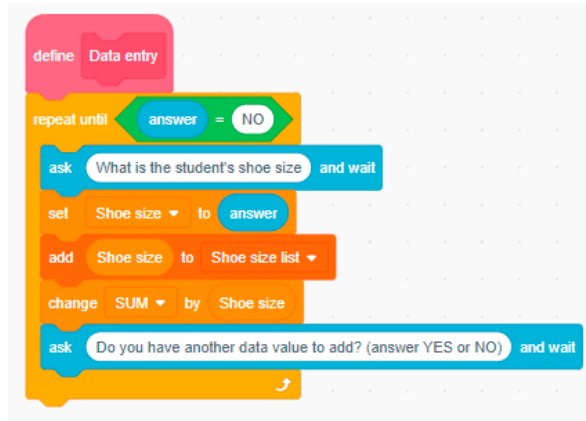 define Data entry
repeat until answer = NO
ask What is the student's shoe size and wait
set Shoe size to answer
add Shoe size to Shoe size list
change SUM by Shoe size
ask Do you have another data value to add? (answer YES or NO) and wait